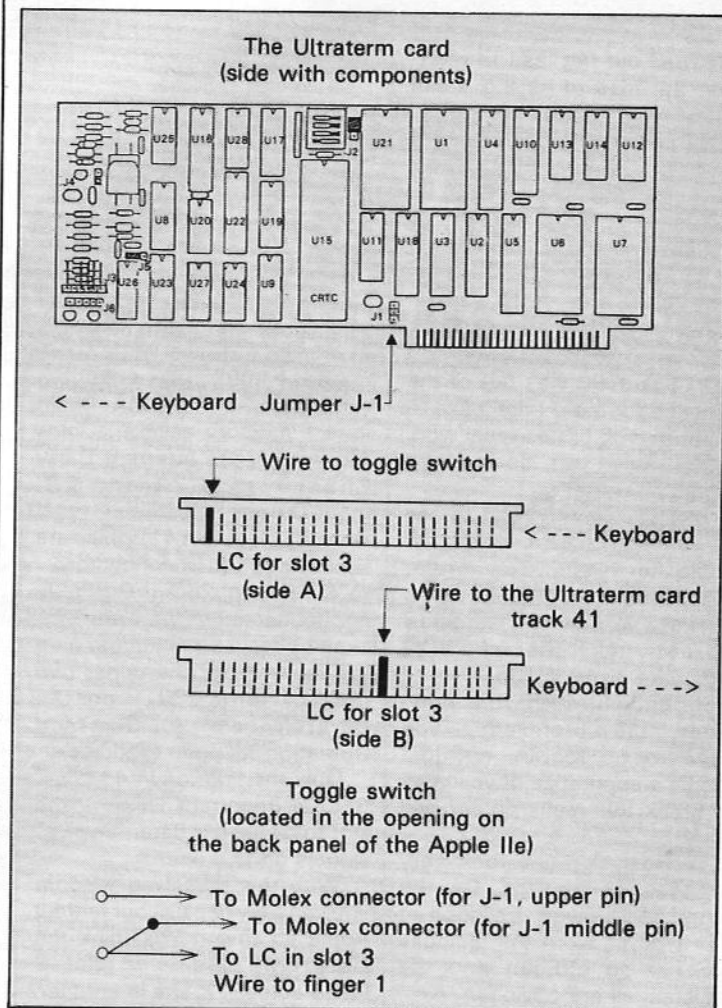 The Ultraterm card
(side with components)
U25
U16
U28
U17
J2
U21
U1
U4
U10
U13
U14
U12
J4
U8
U20
U22
U19
U15
U11
U18
U3
U2
U5
U6
U7
J5
J3
U26
U23
U27
U24
U9
CRTC
J1
J6
< - - - Keyboard Jumper J-1
Wire to toggle switch
< - - - Keyboard
LC for slot 3
(side A)
Wire to the Ultraterm card
track 41
Keyboard - - ->
LC for slot 3
(side B)
Toggle switch
(located in the opening on
the back panel of the Apple IIe)
To Molex connector (for J-1, upper pin)
To Molex connector (for J-1 middle pin)
To LC in slot 3
Wire to finger 1